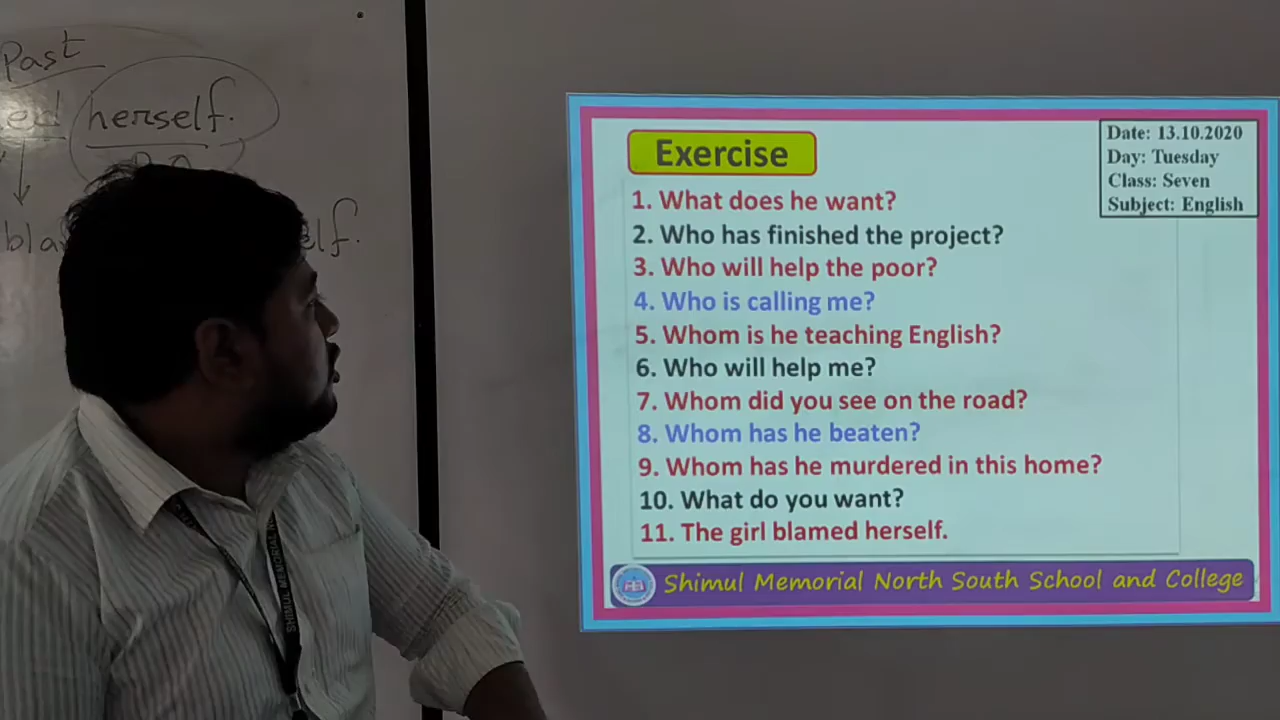 Past
ed herself.
Exercise
Date: 13.10.2020
Day: Tuesday
Class: Seven
Subject: English
1. What does he want?
2. Who has finished the project?
3. Who will help the poor?
4. Who is calling me?
5. Whom is he teaching English?
6. Who will help me?
7. Whom did you see on the road?
8. Whom has he beaten?
9. Whom has he murdered in this home?
10. What do you want?
11. The girl blamed herself.
Shimul Memorial North South School and College
SHIMUL MEMORIAL